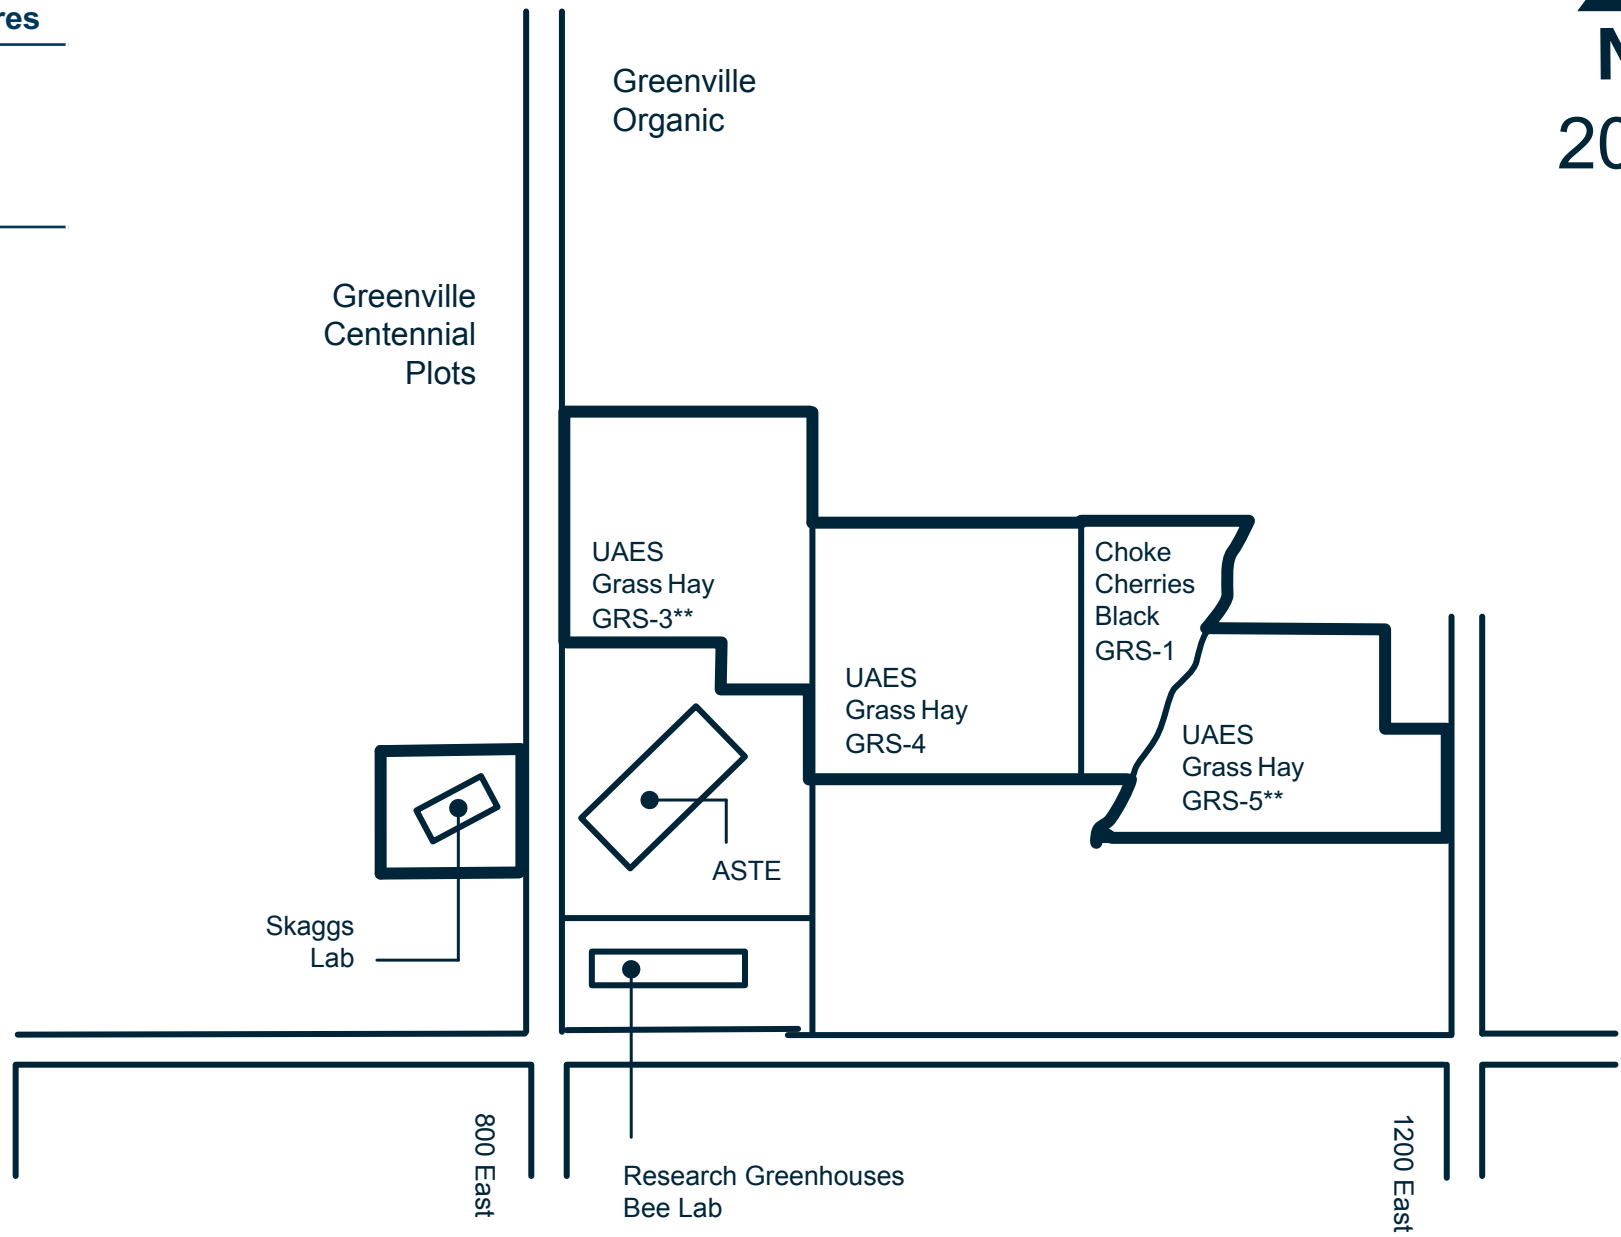 Greenville
Organic
Greenville
Centennial
Plots
UAES
Grass Hay
GRS-3**
UAES
Grass Hay
GRS-4
Choke
Cherries
Black
GRS-1
UAES
Grass Hay
GRS-5**
ASTE
Skaggs
Lab
800 East
1200 East
Research Greenhouses
Bee Lab